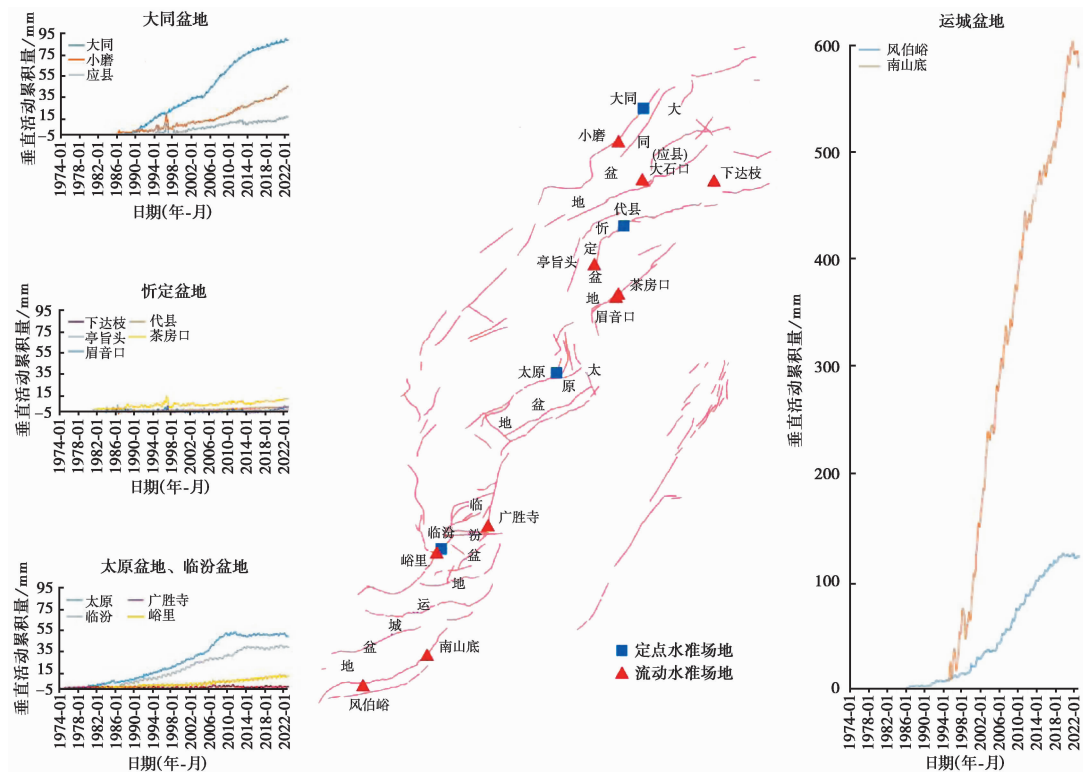 大同盆地
垂直活动累积量/mm
95
75
55
35
15
-5
大同
小磨
应县
1974-01
1978-01
1982-01
1986-01
1990-01
1994-01
1998-01
2002-01
2006-01
2010-01
2014-01
2018-01
2022-01
日期(年-月)
忻定盆地
垂直活动累积量/mm
95
75
55
35
15
-5
下达枝
代县
亭旨头
茶房口
眉音口
1974-01
1978-01
1982-01
1986-01
1990-01
1994-01
1998-01
2002-01
2006-01
2010-01
2014-01
2018-01
2022-01
日期(年-月)
太原盆地、临汾盆地
垂直活动累积量/mm
95
75
55
35
15
-5
太原
广胜寺
临汾
峪里
1974-01
1978-01
1982-01
1986-01
1990-01
1994-01
1998-01
2002-01
2006-01
2010-01
2014-01
2018-01
2022-01
日期(年-月)
大同
大
小磨
同
(应县)
盆
大石口
下达枝
地
代县
忻
定
亭旨头
盆
茶房口
地
眉音口
太原
太
原
盆
地
临
广胜寺
临汾
汾
峪里
盆
地
运
城
盆
南山底
地
风伯峪
定点水准场地
流动水准场地
运城盆地
垂直活动累积量/mm
600
500
400
300
200
100
0
风伯峪
南山底
1974-01
1978-01
1982-01
1986-01
1990-01
1994-01
1998-01
2002-01
2006-01
2010-01
2014-01
2018-01
2022-01
日期(年-月)